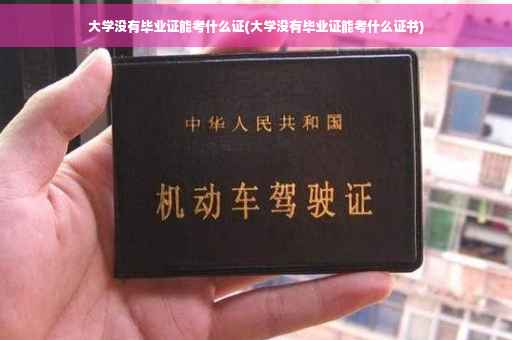 大学没有毕业证能考什么证(大学没有毕业证能考什么证书)
中华人民共和国
机动车驾驶证